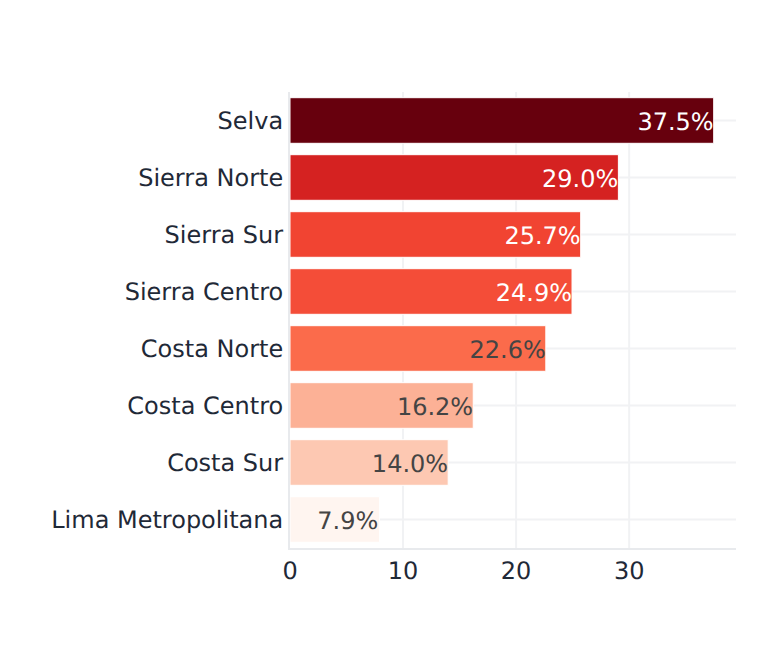 Selva 37.5%
Sierra Norte 29.0%
Sierra Sur 25.7%
Sierra Centro 24.9%
Costa Norte 22.6%
Costa Centro 16.2%
Costa Sur 14.0%
Lima Metropolitana 7.9%
0 10 20 30